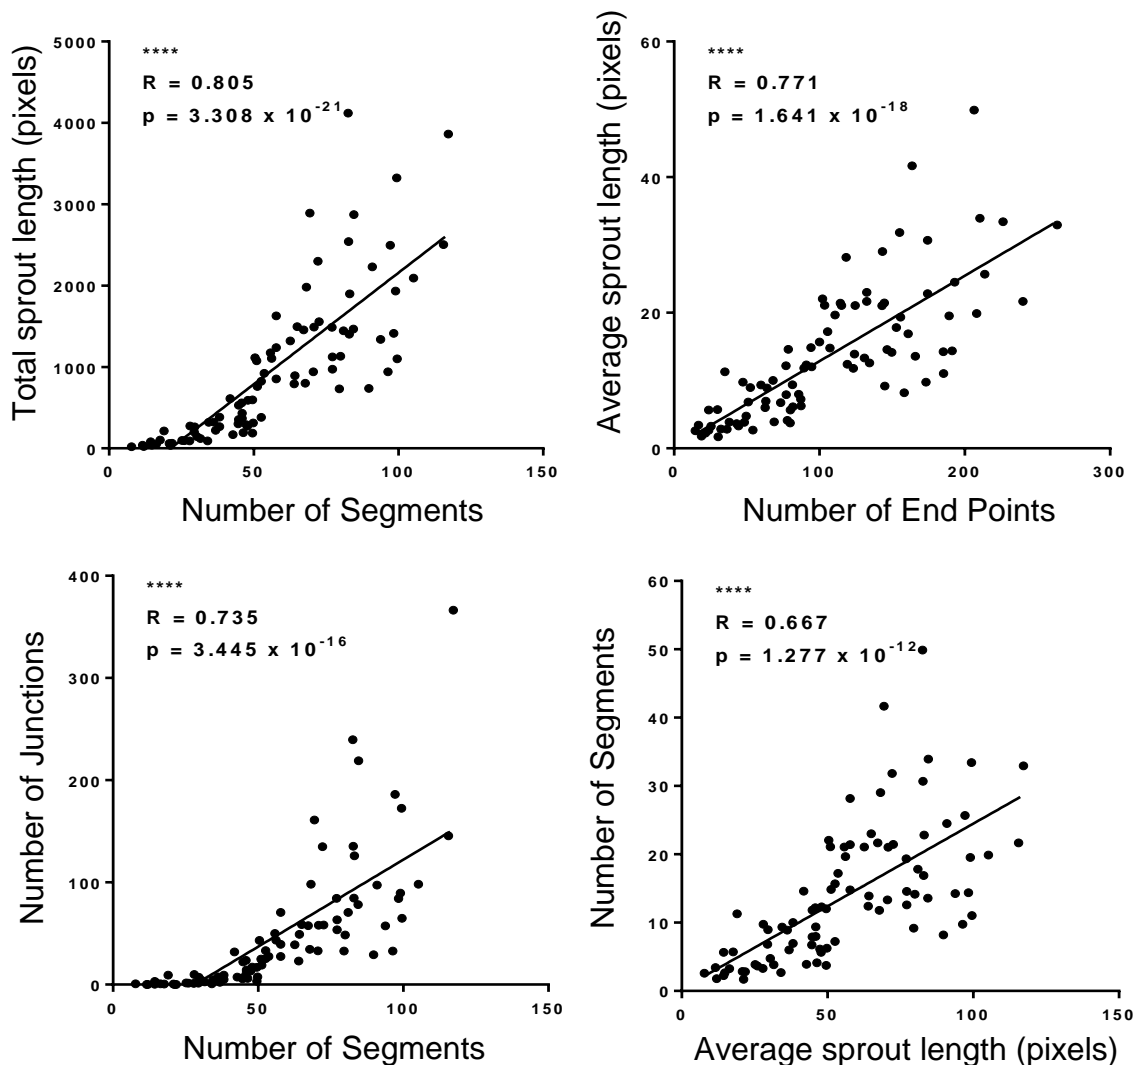 Total sprout length (pixels)
5000
4000
3000
2000
1000
0
****
R = 0.805
p = 3.308 x 10-21
0
50
100
150
Number of Segments
Average sprout length (pixels)
60
40
20
0
****
R = 0.771
p = 1.641 x 10-18
0
100
200
300
Number of End Points
Number of Junctions
400
300
200
100
0
****
R = 0.735
p = 3.445 x 10-16
0
50
100
150
Number of Segments
Number of Segments
60
50
40
30
20
10
0
****
R = 0.667
p = 1.277 x 10-12
0
50
100
150
Average sprout length (pixels)